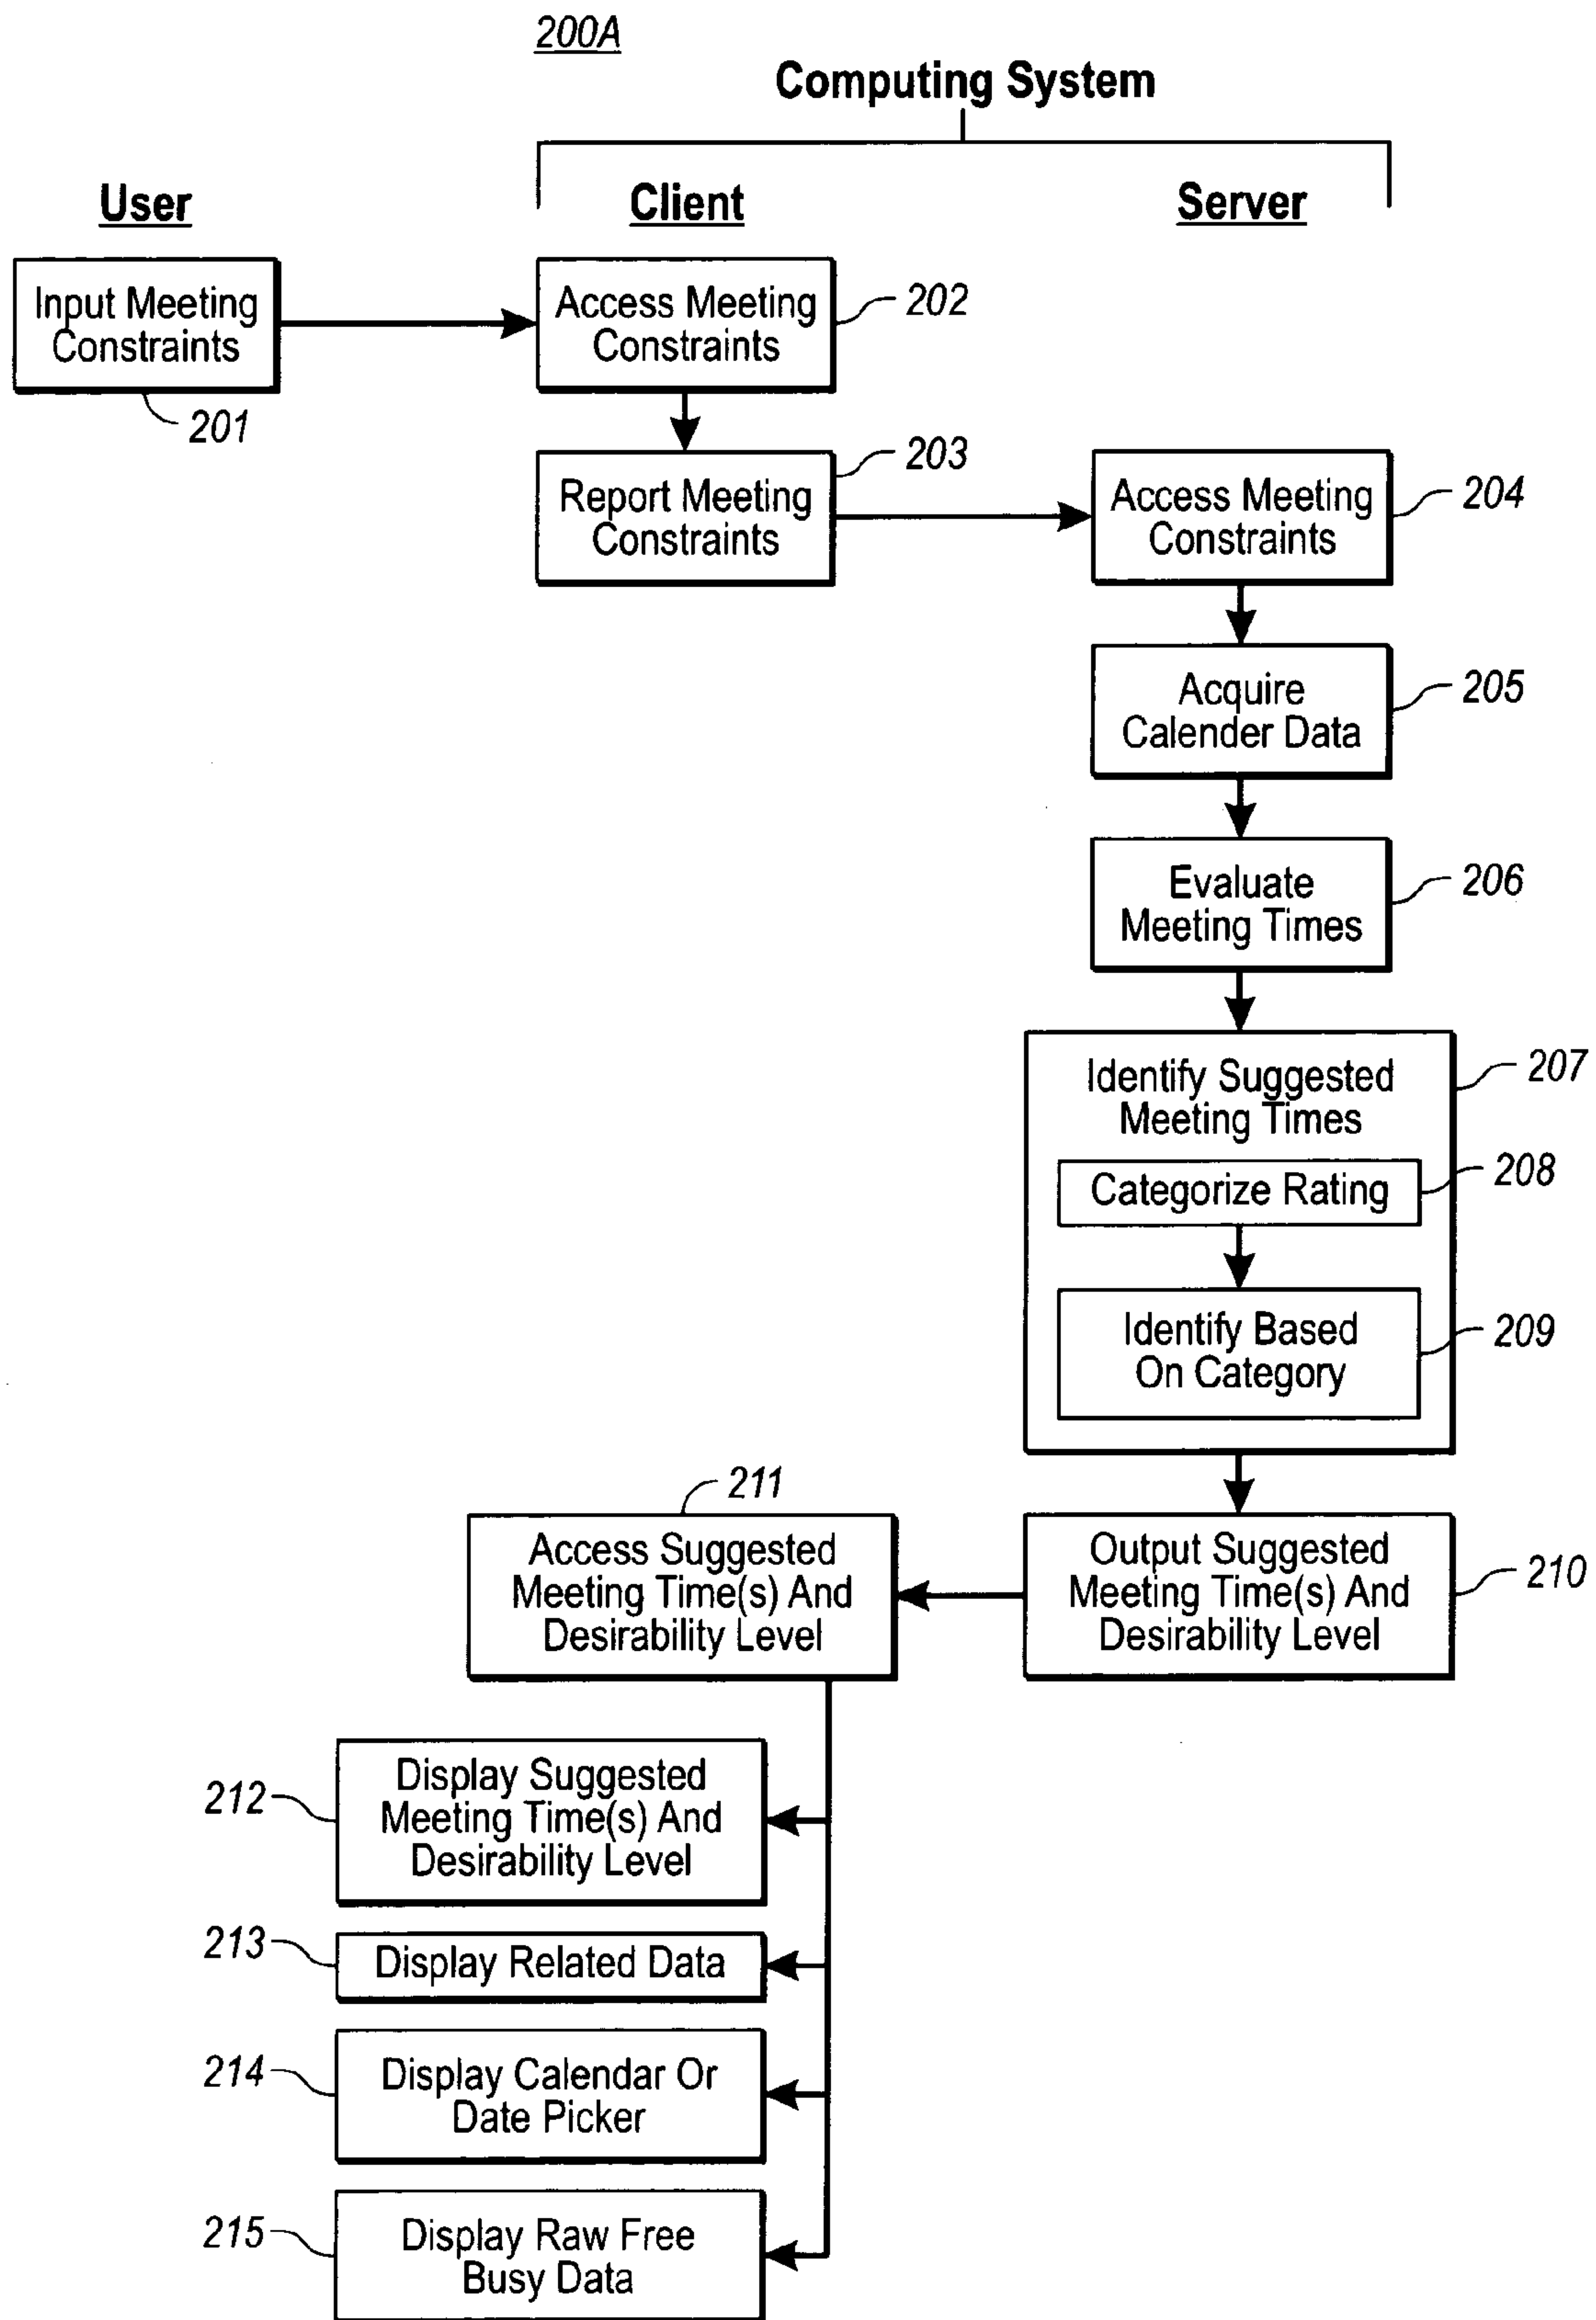 200A
Computing System
User
Client
Server
Input Meeting
Constraints
201
Access Meeting
Constraints
202
Report Meeting
Constraints
203
Access Meeting
Constraints
204
Acquire
Calender Data
205
Evaluate
Meeting Times
206
Identify Suggested
Meeting Times
207
Categorize Rating
208
Identify Based
On Category
209
Output Suggested
Meeting Time(s) And
Desirability Level
210
211
Access Suggested
Meeting Time(s) And
Desirability Level
212
Display Suggested
Meeting Time(s) And
Desirability Level
213
Display Related Data
214
Display Calendar Or
Date Picker
215
Display Raw Free
Busy Data